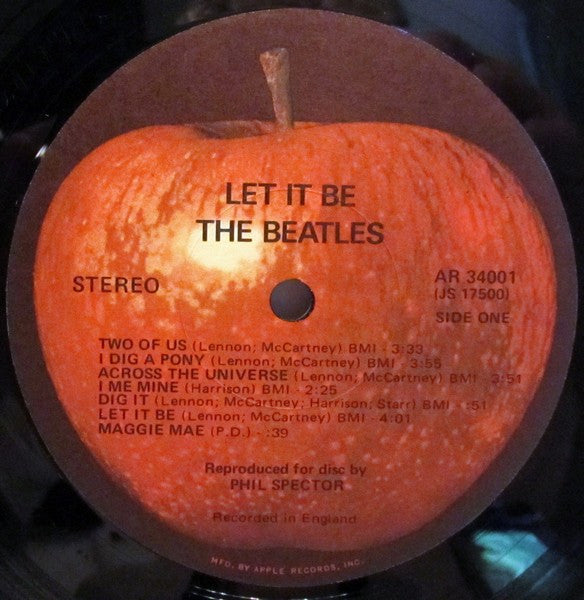 LET IT BE
THE BEATLES
STEREO
AR 34001
(JS 17500)
SIDE ONE
TWO OF US (Lennon; McCartney) BMI - 3:33
I DIG A PONY (Lennon; McCartney) BMI - 3:55
ACROSS THE UNIVERSE (Lennon; McCartney) BMI - 3:51
I ME MINE (Harrison) BMI - 2:25
DIG IT (Lennon; McCartney; Harrison; Starr) BMI - :51
LET IT BE (Lennon; McCartney) BMI - 4:01
MAGGIE MAE (P.D.) - :39
Reproduced for disc by
PHIL SPECTOR
Recorded in England
MFD. BY APPLE RECORDS, INC.